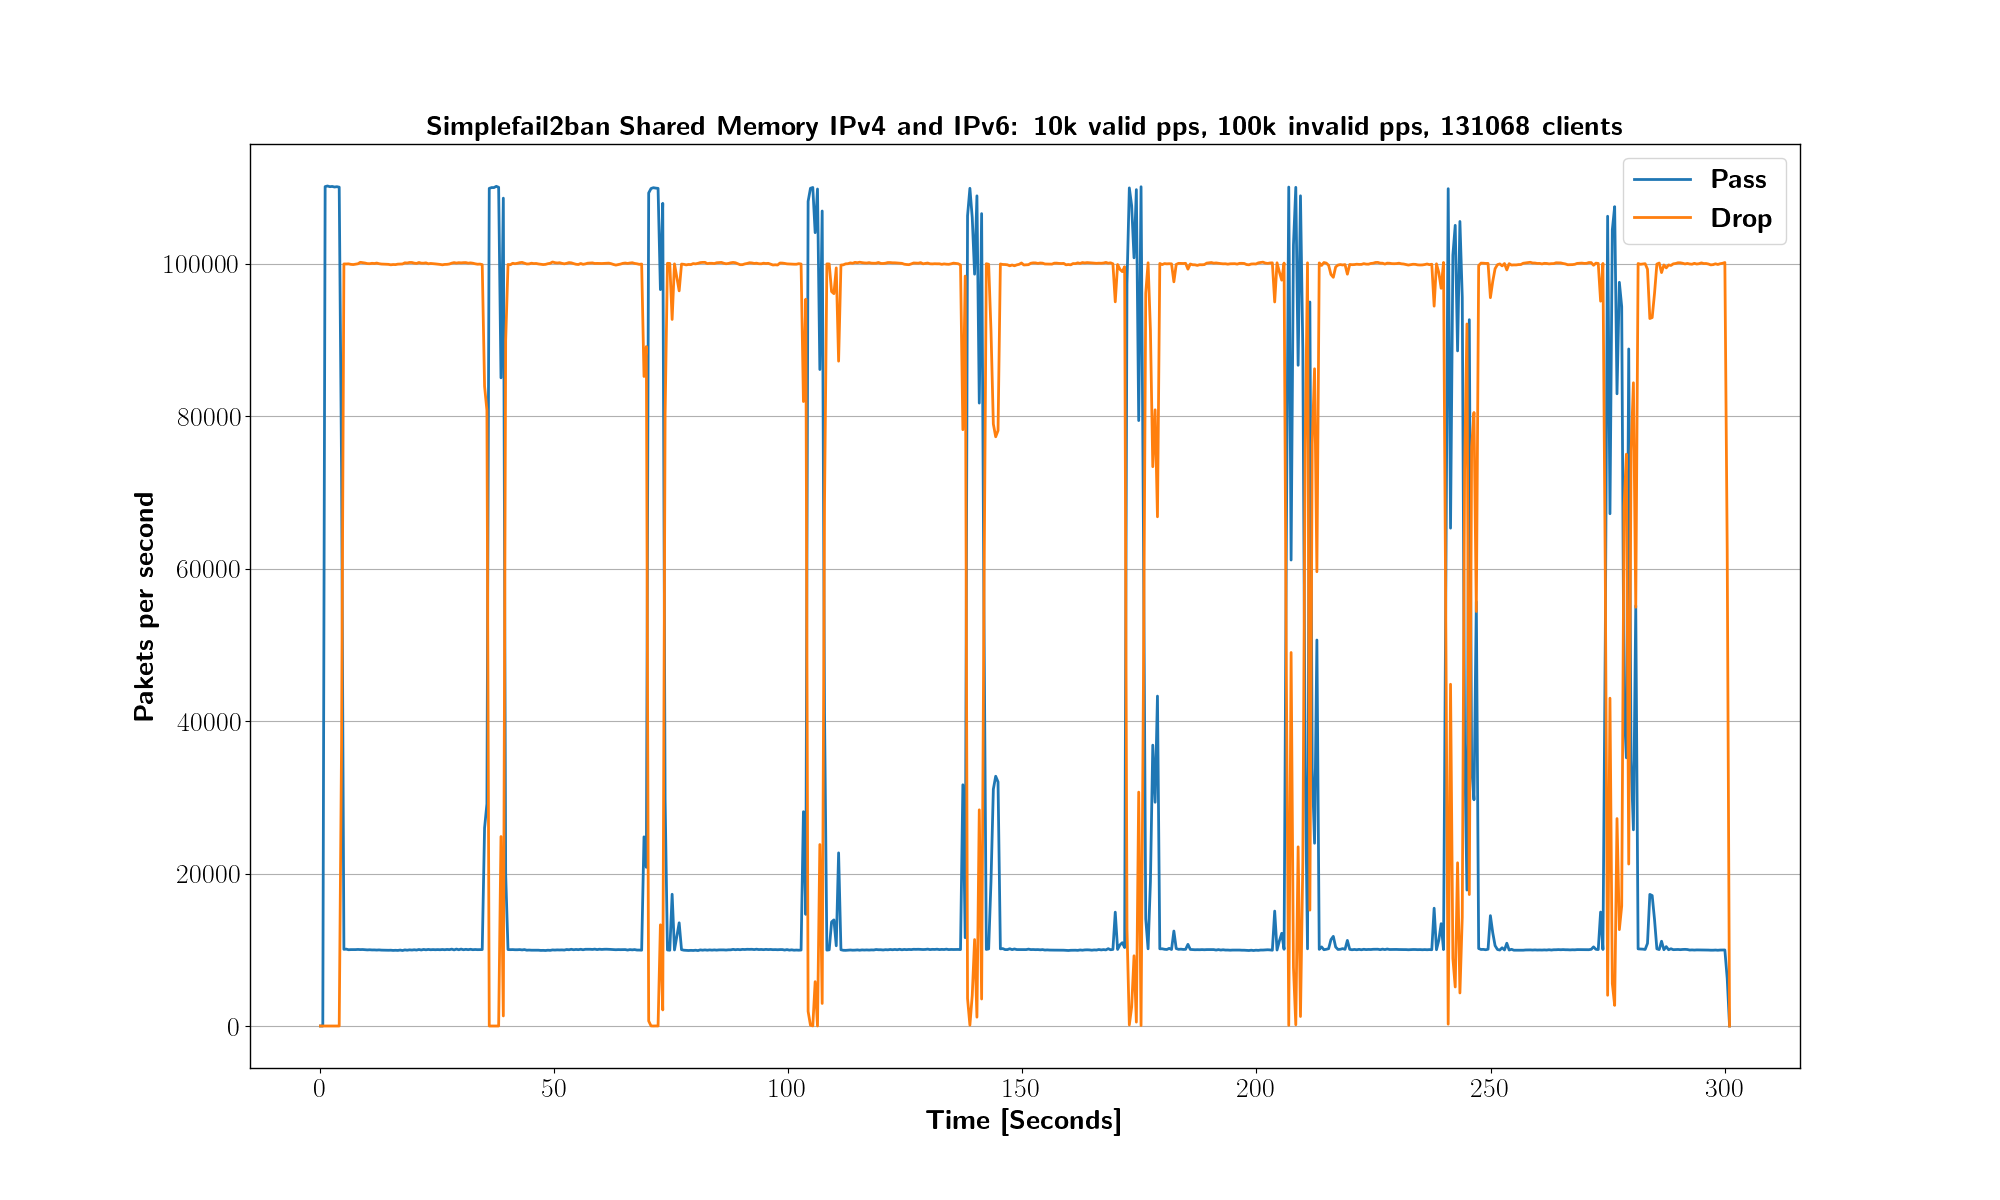 Simplefail2ban Shared Memory IPv4 and IPv6: 10k valid pps, 100k invalid pps, 131068 clients
Pass
Drop
100000
80000
60000
40000
20000
0
Pakets per second
0 50 100 150 200 250 300
Time [Seconds]